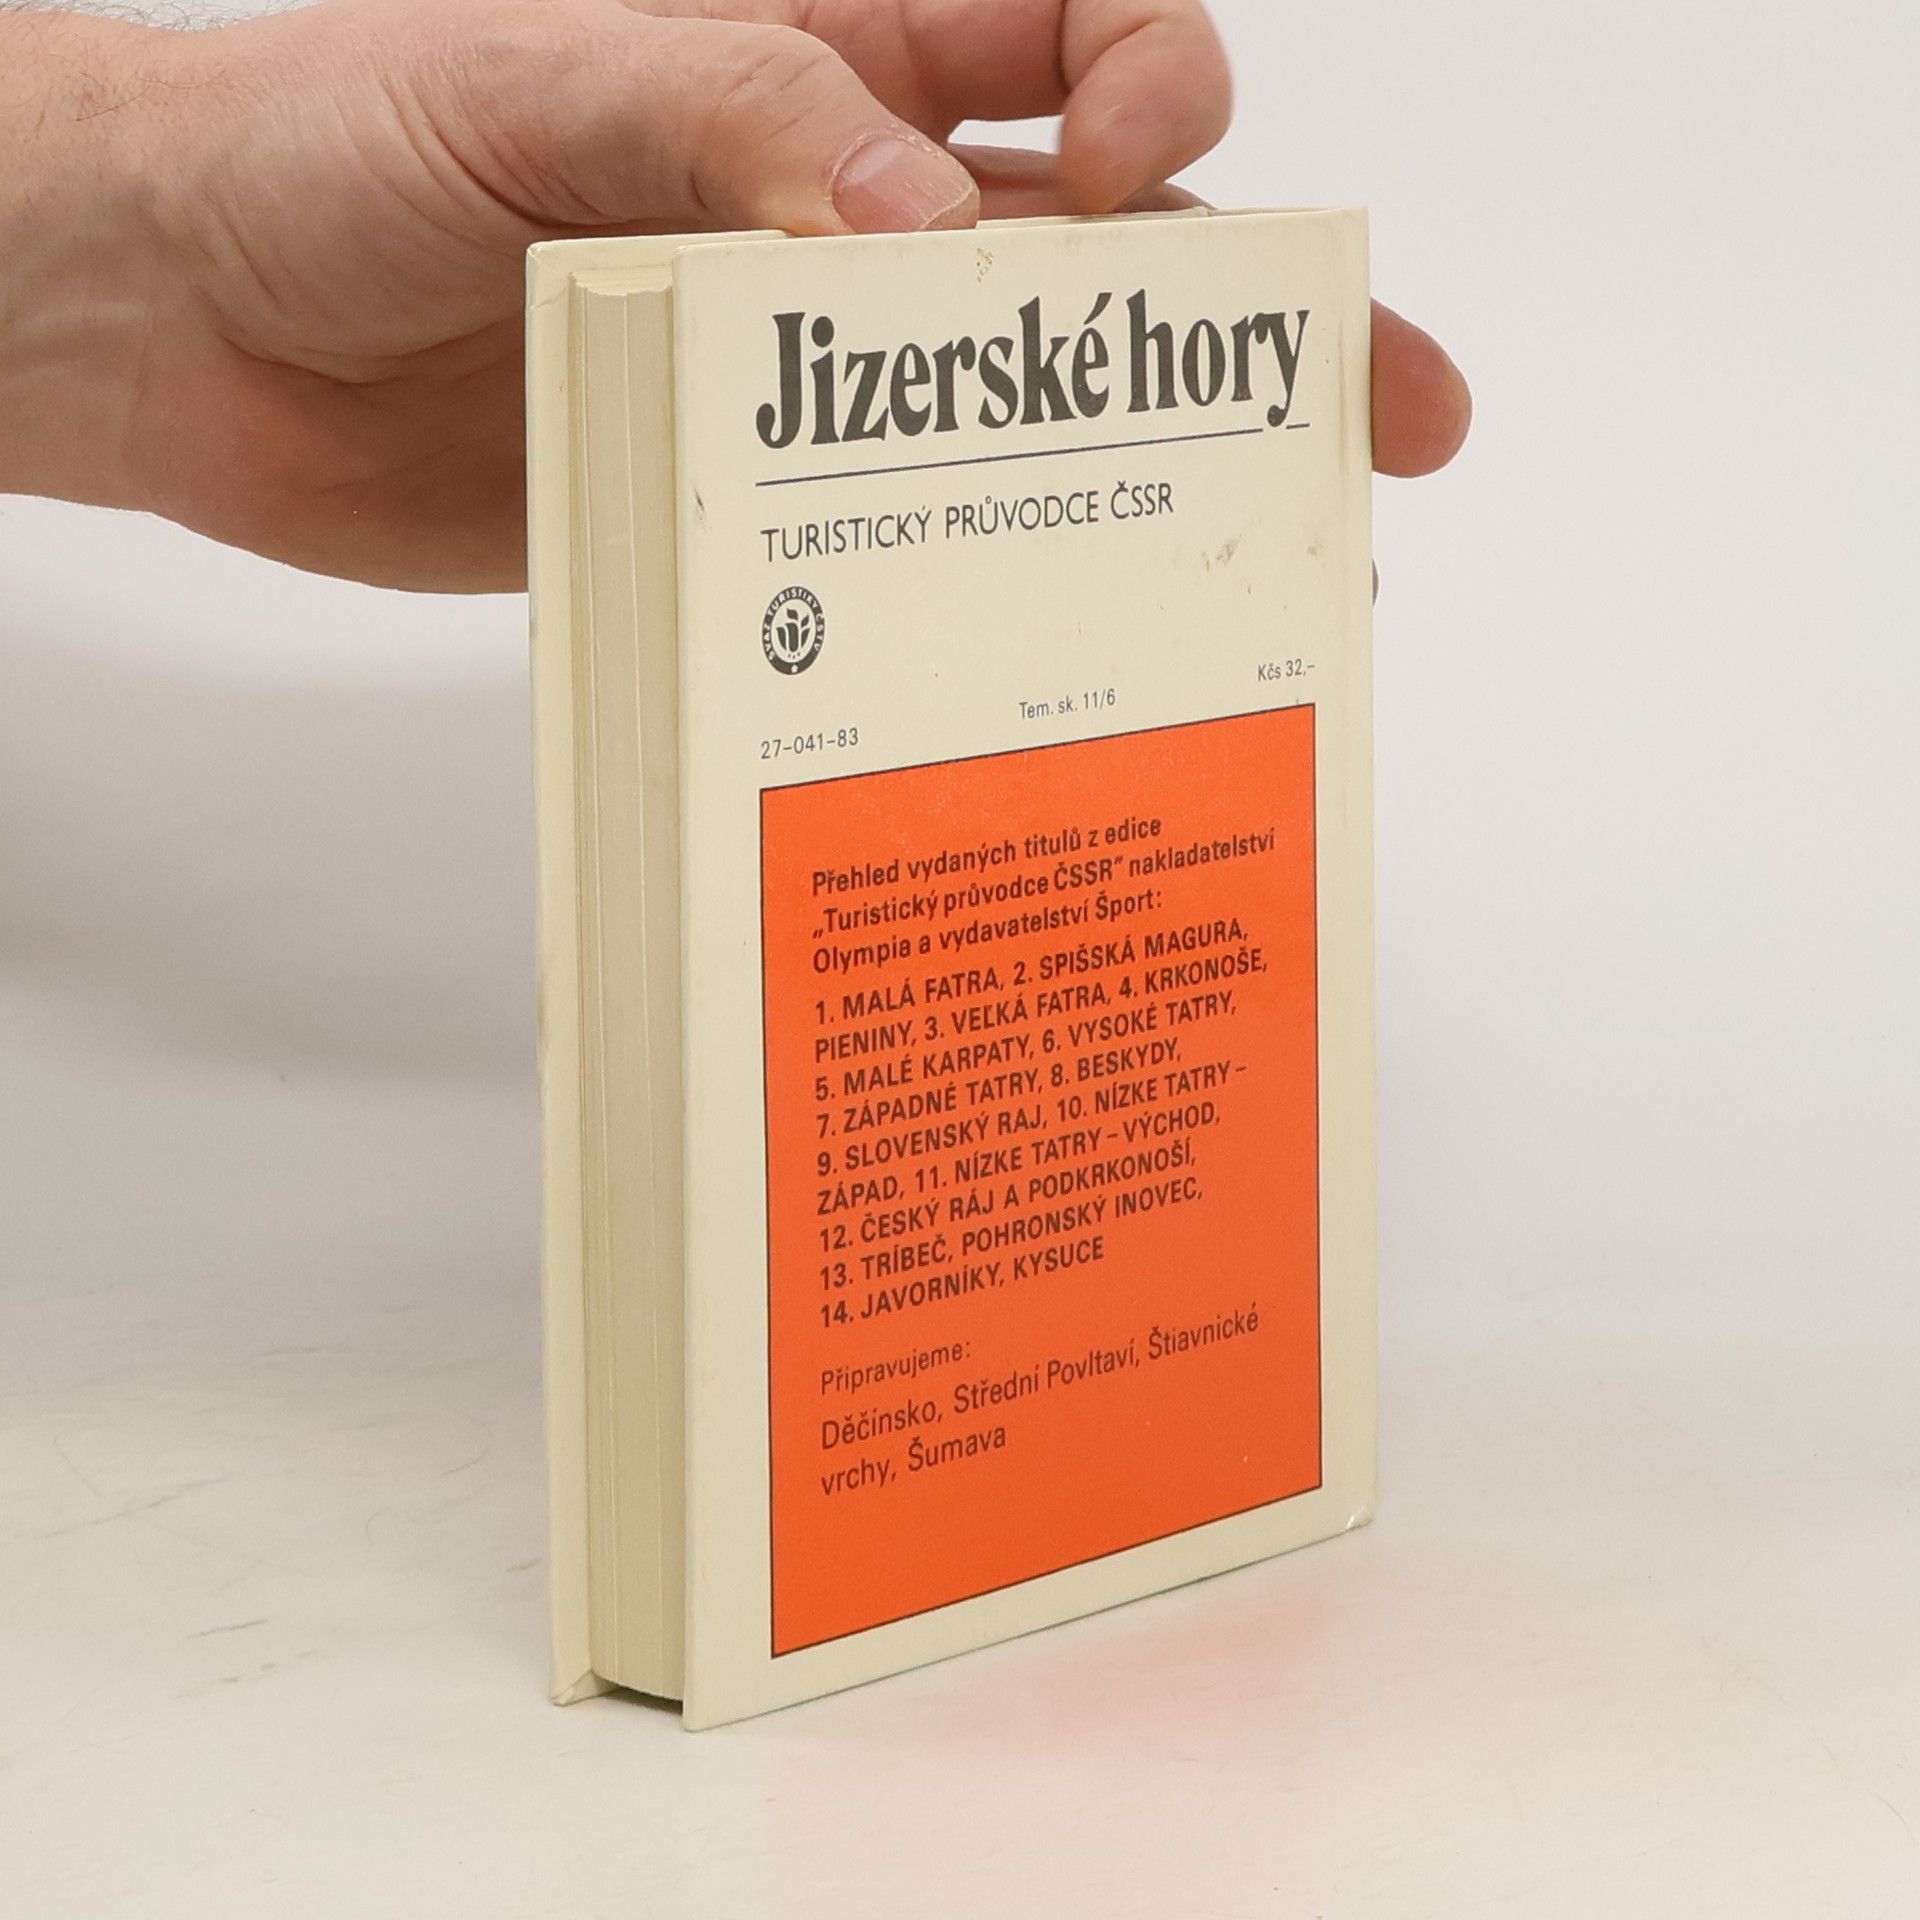 Jizerské hory
TURISTICKÝ PRŮVODCE ČSSR
SVAZ TURISTIKY ČSTV
27–041–83
Tem. sk. 11/6
Kčs 32,–
Přehled vydaných titulů z edice
„Turistický průvodce ČSSR“ nakladatelství
Olympia a vydavatelství Šport:
1. MALÁ FATRA, 2. SPIŠSKÁ MAGURA,
PIENINY, 3. VEĽKÁ FATRA, 4. KRKONOŠE,
5. MALÉ KARPATY, 6. VYSOKÉ TATRY,
7. ZÁPADNÉ TATRY, 8. BESKYDY,
9. SLOVENSKÝ RAJ, 10. NÍZKE TATRY –
ZÁPAD, 11. NÍZKE TATRY – VÝCHOD,
12. ČESKÝ RÁJ A PODKRKONOŠÍ,
13. TRÍBEČ, POHRONSKÝ INOVEC,
14. JAVORNÍKY, KYSUCE
Připravujeme:
Děčínsko, Střední Povltaví, Štiavnické
vrchy, Šumava